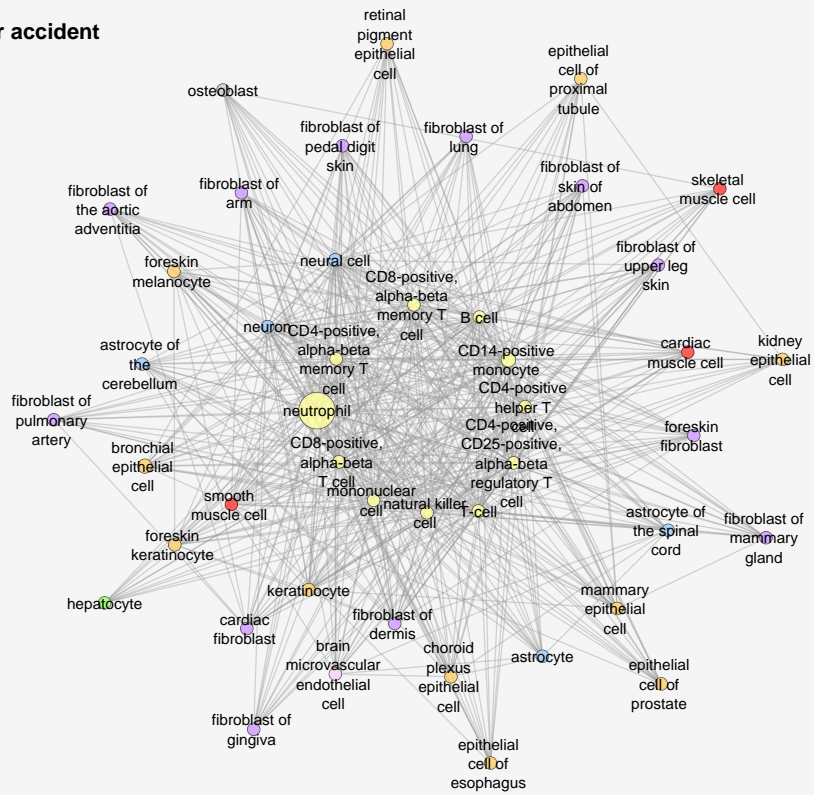 r accident
retinal
pigment
epithelial
cell
epithelial
cell of
proximal
tubule
osteoblast
fibroblast of
pedal digit
skin
fibroblast of
lung
fibroblast of
skin of
abdomen
skeletal
muscle cell
fibroblast of
arm
fibroblast of
the aortic
adventitia
foreskin
melanocyte
neural cell
fibroblast of
upper leg
skin
CD8-positive,
alpha-beta
memory T
cell
B cell
neuron
CD4-positive,
alpha-beta
memory T
cell
CD14-positive
monocyte
cardiac
muscle cell
kidney
epithelial
cell
astrocyte of
the
cerebellum
CD4-positive
helper T
cell
neutrophil
fibroblast of
pulmonary
artery
CD4-positive,
CD25-positive,
alpha-beta
regulatory T
cell
foreskin
fibroblast
CD8-positive,
alpha-beta
T cell
bronchial
epithelial
cell
mononuclear
cell
natural killer
cell
T-cell
smooth
muscle cell
astrocyte of
the spinal
cord
fibroblast of
mammary
gland
foreskin
keratinocyte
keratinocyte
hepatocyte
mammary
epithelial
cell
cardiac
fibroblast
fibroblast of
dermis
brain
microvascular
endothelial
cell
choroid
plexus
epithelial
cell
astrocyte
epithelial
cell of
prostate
fibroblast of
gingiva
epithelial
cell of
esophagus